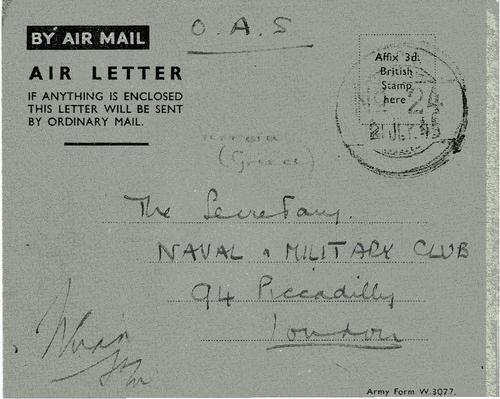 O.A.S
BY AIR MAIL
AIR LETTER
IF ANYTHING IS ENCLOSED
THIS LETTER WILL BE SENT
BY ORDINARY MAIL.
Affix 3d.
British
Stamp
here
24
(Greece)
The Secretary.
NAVAL & MILITARY CLUB
94 Piccadilly
London
Army Form W.3077.